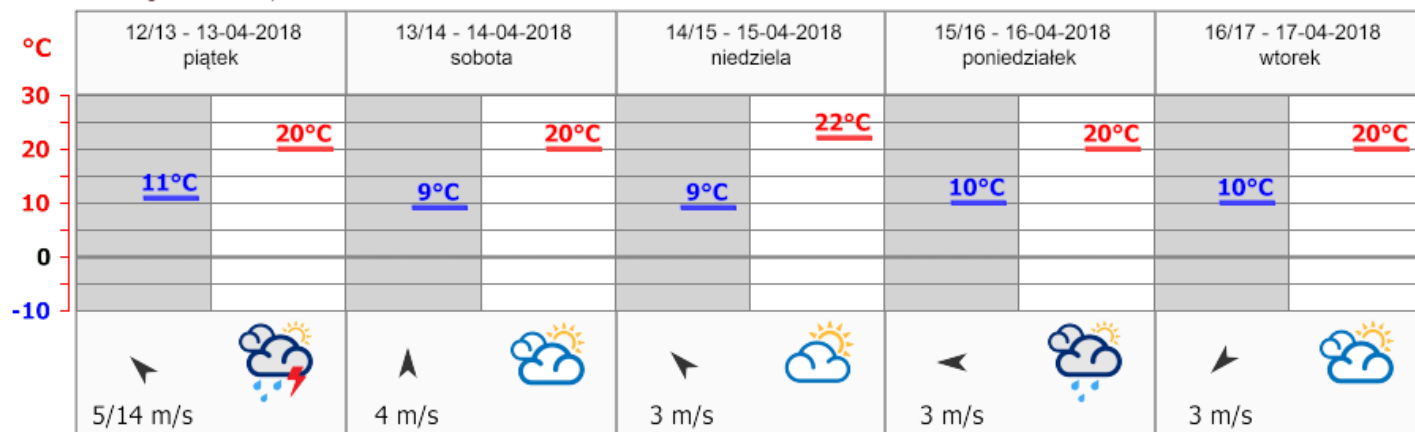 °C
12/13 - 13-04-2018
piątek
13/14 - 14-04-2018
sobota
14/15 - 15-04-2018
niedziela
15/16 - 16-04-2018
poniedziałek
16/17 - 17-04-2018
wtorek
30
20
10
0
-10
11°C
20°C
9°C
20°C
9°C
22°C
10°C
20°C
10°C
20°C
5/14 m/s
4 m/s
3 m/s
3 m/s
3 m/s